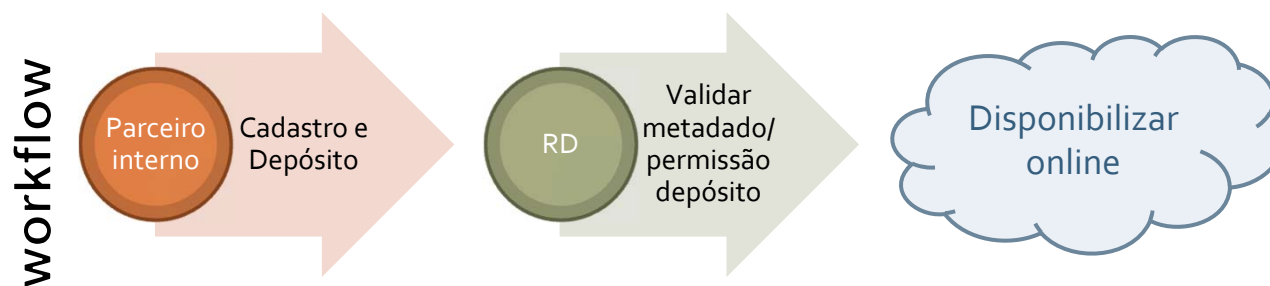 workflow
Parceiro
interno
Cadastro e
Depósito
RD
Validar
metadado/
permissão
depósito
Disponibilizar
online